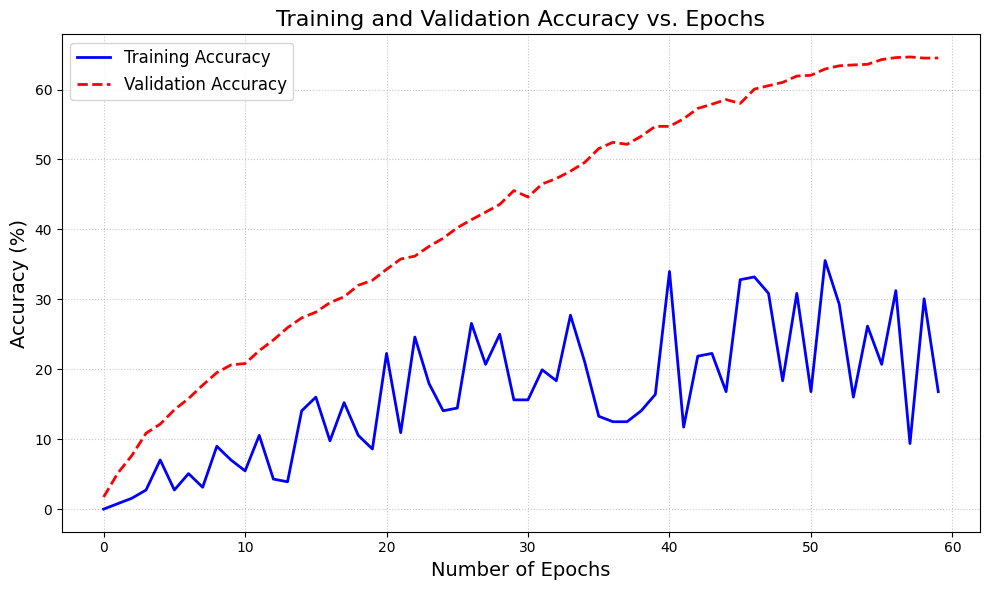 Training and Validation Accuracy vs. Epochs
Training Accuracy
Validation Accuracy
Accuracy (%)
60
50
40
30
20
10
0
0 10 20 30 40 50 60
Number of Epochs